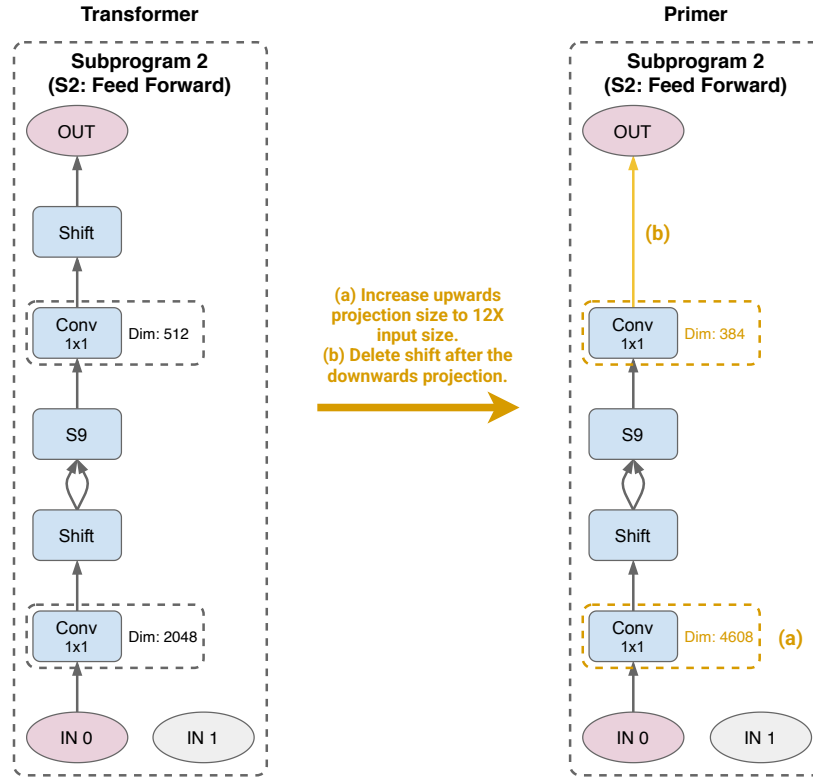 Transformer
Subprogram 2
(S2: Feed Forward)
OUT
Shift
Conv
1x1
Dim: 512
S9
Shift
Conv
1x1
Dim: 2048
IN 0
IN 1
(a) Increase upwards
projection size to 12X
input size.
(b) Delete shift after the
downwards projection.
Primer
Subprogram 2
(S2: Feed Forward)
OUT
(b)
Conv
1x1
Dim: 384
S9
Shift
Conv
1x1
Dim: 4608
(a)
IN 0
IN 1